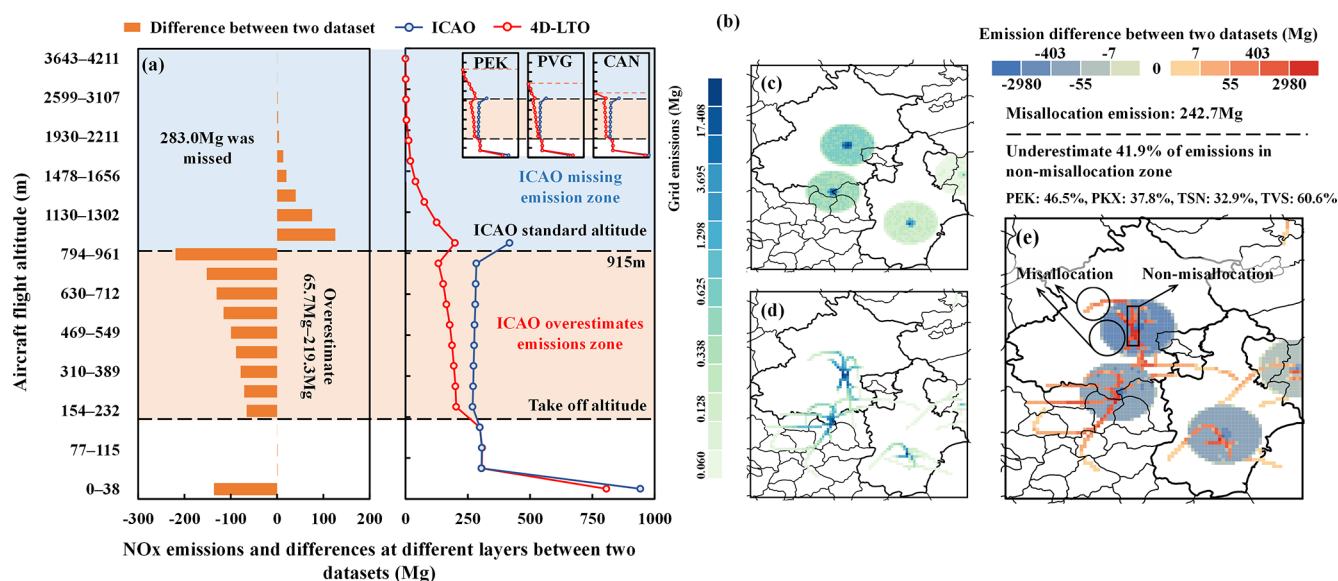 Difference between two dataset
ICAO
4D-LTO
(a)
3643–4211
2599–3107
1930–2211
1478–1656
1130–1302
794–961
630–712
469–549
310–389
154–232
77–115
0–38
Aircraft flight altitude (m)
283.0Mg was
missed
Overestimate
65.7Mg–219.3Mg
PEK
PVG
CAN
ICAO missing
emission zone
ICAO standard altitude
915m
ICAO overestimates
emissions zone
Take off altitude
-300
-200
-100
0
100
200
0
250
500
750
1000
NOx emissions and differences at different layers between two
datasets (Mg)
(b)
Grid emissions (Mg)
17.408
3.695
1.298
0.625
0.338
0.128
0.060
(c)
(d)
Emission difference between two datasets (Mg)
-403
-7
7
403
0
-2980
-55
55
2980
Misallocation emission: 242.7Mg
Underestimate 41.9% of emissions in
non-misallocation zone
PEK: 46.5%, PKX: 37.8%, TSN: 32.9%, TVS: 60.6%
(e)
Misallocation
Non-misallocation